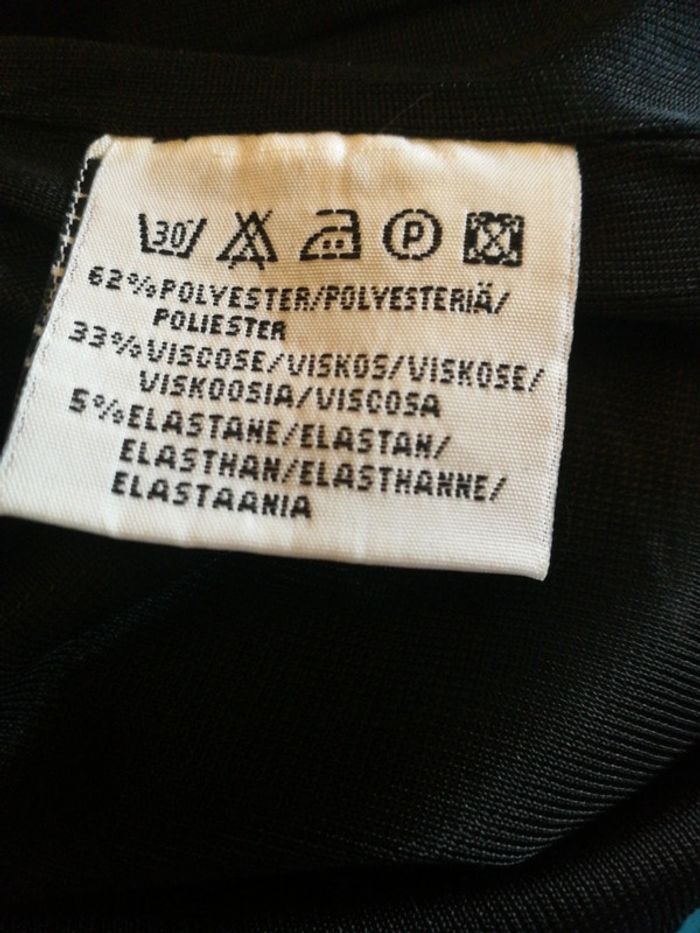 30° P
62%POLYESTER/POLYESTERIÄ/
POLIESTER
33%VISCOSE/VISKOS/VISKOSE/
VISKOOSIA/VISCOSA
5%ELASTANE/ELASTAN/
ELASTHAN/ELASTHANNE/
ELASTAANIA